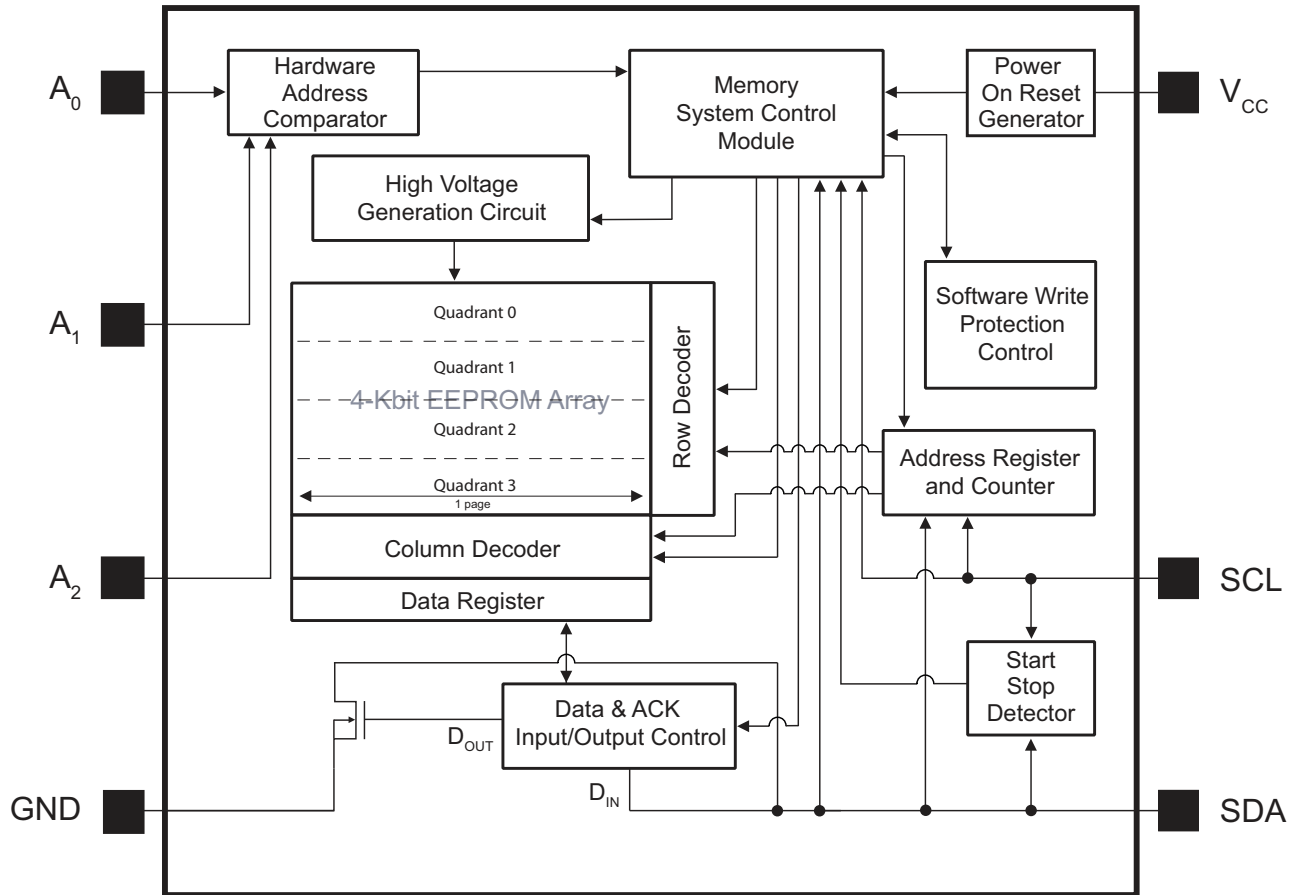 A0
Hardware
Address
Comparator
Memory
System Control
Module
Power
On Reset
Generator
VCC
High Voltage
Generation Circuit
A1
Quadrant 0
Quadrant 1
4-Kbit EEPROM Array
Quadrant 2
Quadrant 3
1 page
Row Decoder
Software Write
Protection
Control
Address Register
and Counter
A2
Column Decoder
Data Register
SCL
Start
Stop
Detector
Data & ACK
Input/Output Control
DOUT
DIN
GND
SDA